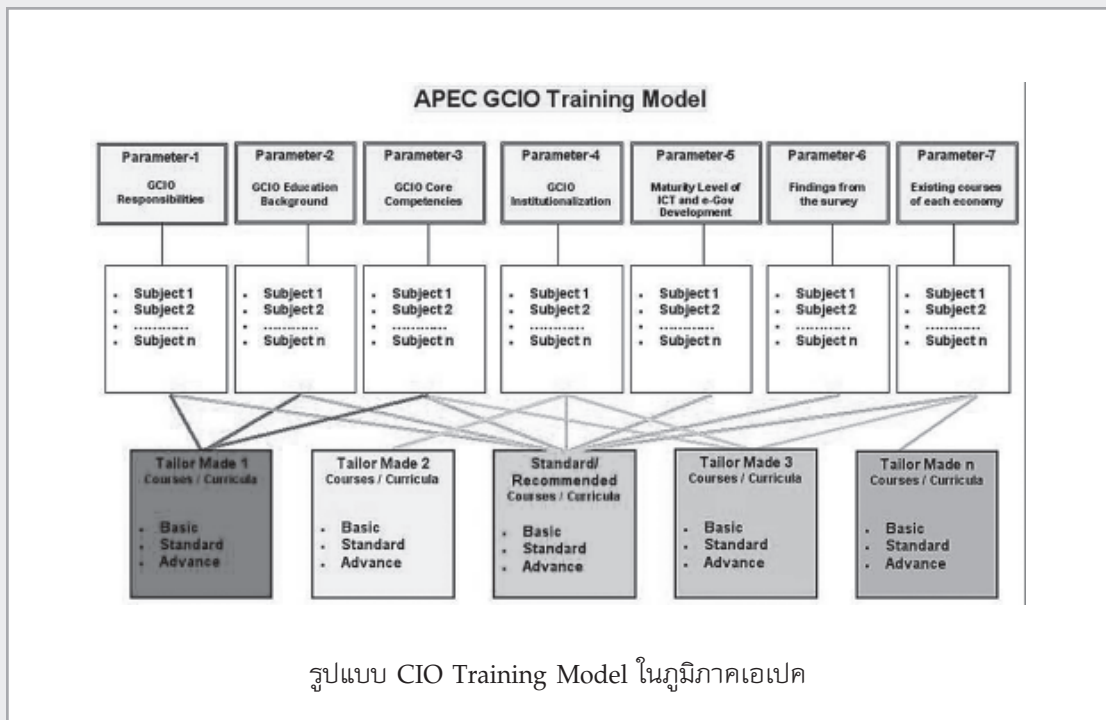 APEC GCIO Training Model
Parameter-1
GCIO
Responsibilities
Parameter-2
GCIO Education
Background
Parameter-3
GCIO Core
Competencies
Parameter-4
GCIO
Institutionalization
Parameter-5
Maturity Level of
ICT and e-Gov
Development
Parameter-6
Findings from
the survey
Parameter-7
Existing courses
of each economy
• Subject 1
• Subject 2
• .............
• Subject n
• Subject 1
• Subject 2
• .............
• Subject n
• Subject 1
• Subject 2
• .............
• Subject n
• Subject 1
• Subject 2
• .............
• Subject n
• Subject 1
• Subject 2
• .............
• Subject n
• Subject 1
• Subject 2
• .............
• Subject n
• Subject 1
• Subject 2
• .............
• Subject n
Tailor Made 1
Courses / Curricula
• Basic
• Standard
• Advance
Tailor Made 2
Courses / Curricula
• Basic
• Standard
• Advance
Standard/
Recommended
Courses / Curricula
• Basic
• Standard
• Advance
Tailor Made 3
Courses / Curricula
• Basic
• Standard
• Advance
Tailor Made n
Courses / Curricula
• Basic
• Standard
• Advance
รูปแบบ CIO Training Model ในภูมิภาคเอเปค